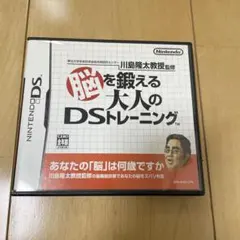 Nintendo
川島隆太教授監修
脳を鍛える
大人の
DSトレーニング
TM
NINTENDO DS
あなたの「脳」は何歳ですか